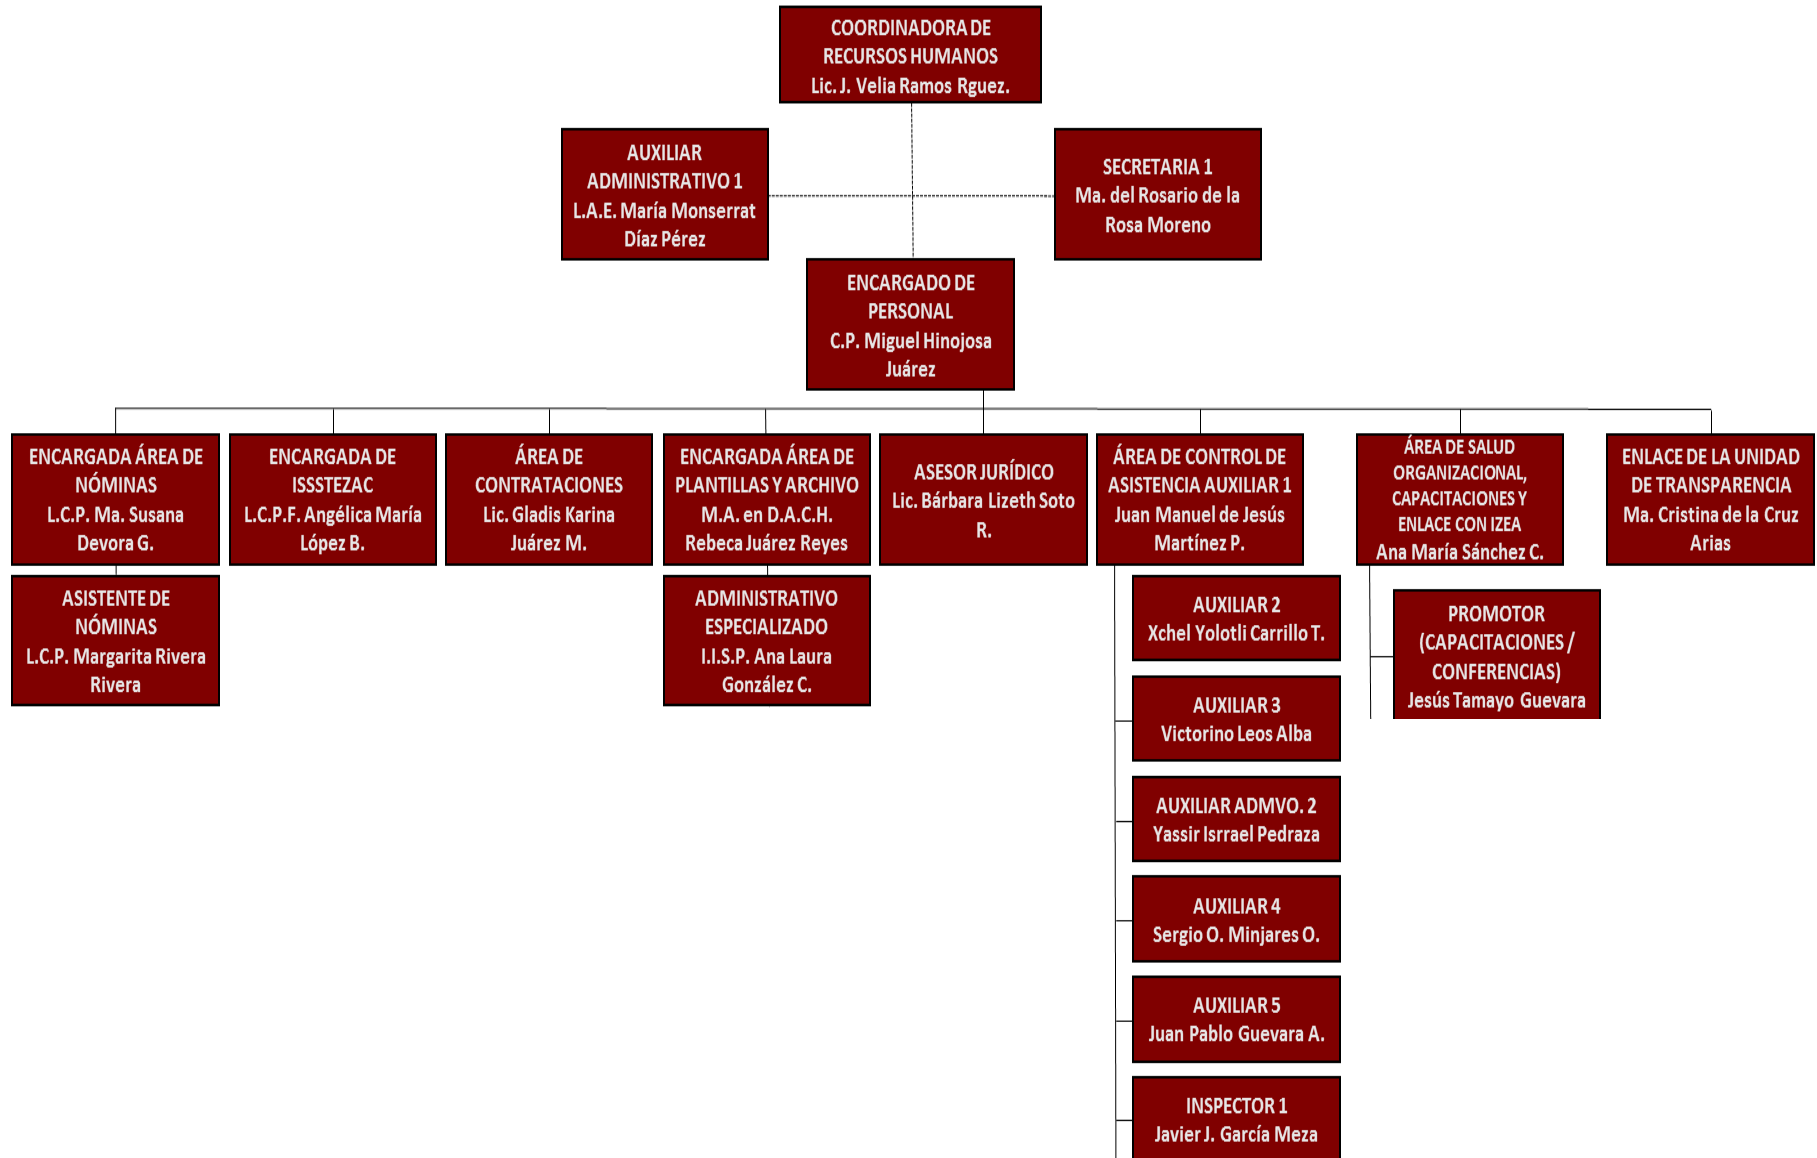 COORDINADORA DE
RECURSOS HUMANOS
Lic. J. Velia Ramos Rguez.
AUXILIAR
ADMINISTRATIVO 1
L.A.E. María Monserrat
Díaz Pérez
SECRETARIA 1
Ma. del Rosario de la
Rosa Moreno
ENCARGADO DE
PERSONAL
C.P. Miguel Hinojosa
Juárez
ENCARGADA ÁREA DE
NÓMINAS
L.C.P. Ma. Susana
Devora G.
ENCARGADA DE
ISSSTEZAC
L.C.P.F. Angélica María
López B.
ÁREA DE
CONTRATACIONES
Lic. Gladis Karina
Juárez M.
ENCARGADA ÁREA DE
PLANTILLAS Y ARCHIVO
M.A. en D.A.C.H.
Rebeca Juárez Reyes
ASESOR JURÍDICO
Lic. Bárbara Lizeth Soto
R.
ÁREA DE CONTROL DE
ASISTENCIA AUXILIAR 1
Juan Manuel de Jesús
Martínez P.
ÁREA DE SALUD
ORGANIZACIONAL,
CAPACITACIONES Y
ENLACE CON IZEA
Ana María Sánchez C.
ENLACE DE LA UNIDAD
DE TRANSPARENCIA
Ma. Cristina de la Cruz
Arias
ASISTENTE DE
NÓMINAS
L.C.P. Margarita Rivera
Rivera
ADMINISTRATIVO
ESPECIALIZADO
I.I.S.P. Ana Laura
González C.
AUXILIAR 2
Xchel Yolotli Carrillo T.
PROMOTOR
(CAPACITACIONES /
CONFERENCIAS)
Jesús Tamayo Guevara
AUXILIAR 3
Victorino Leos Alba
AUXILIAR ADMVO. 2
Yassir Isrrael Pedraza
AUXILIAR 4
Sergio O. Minjares O.
AUXILIAR 5
Juan Pablo Guevara A.
INSPECTOR 1
Javier J. García Meza